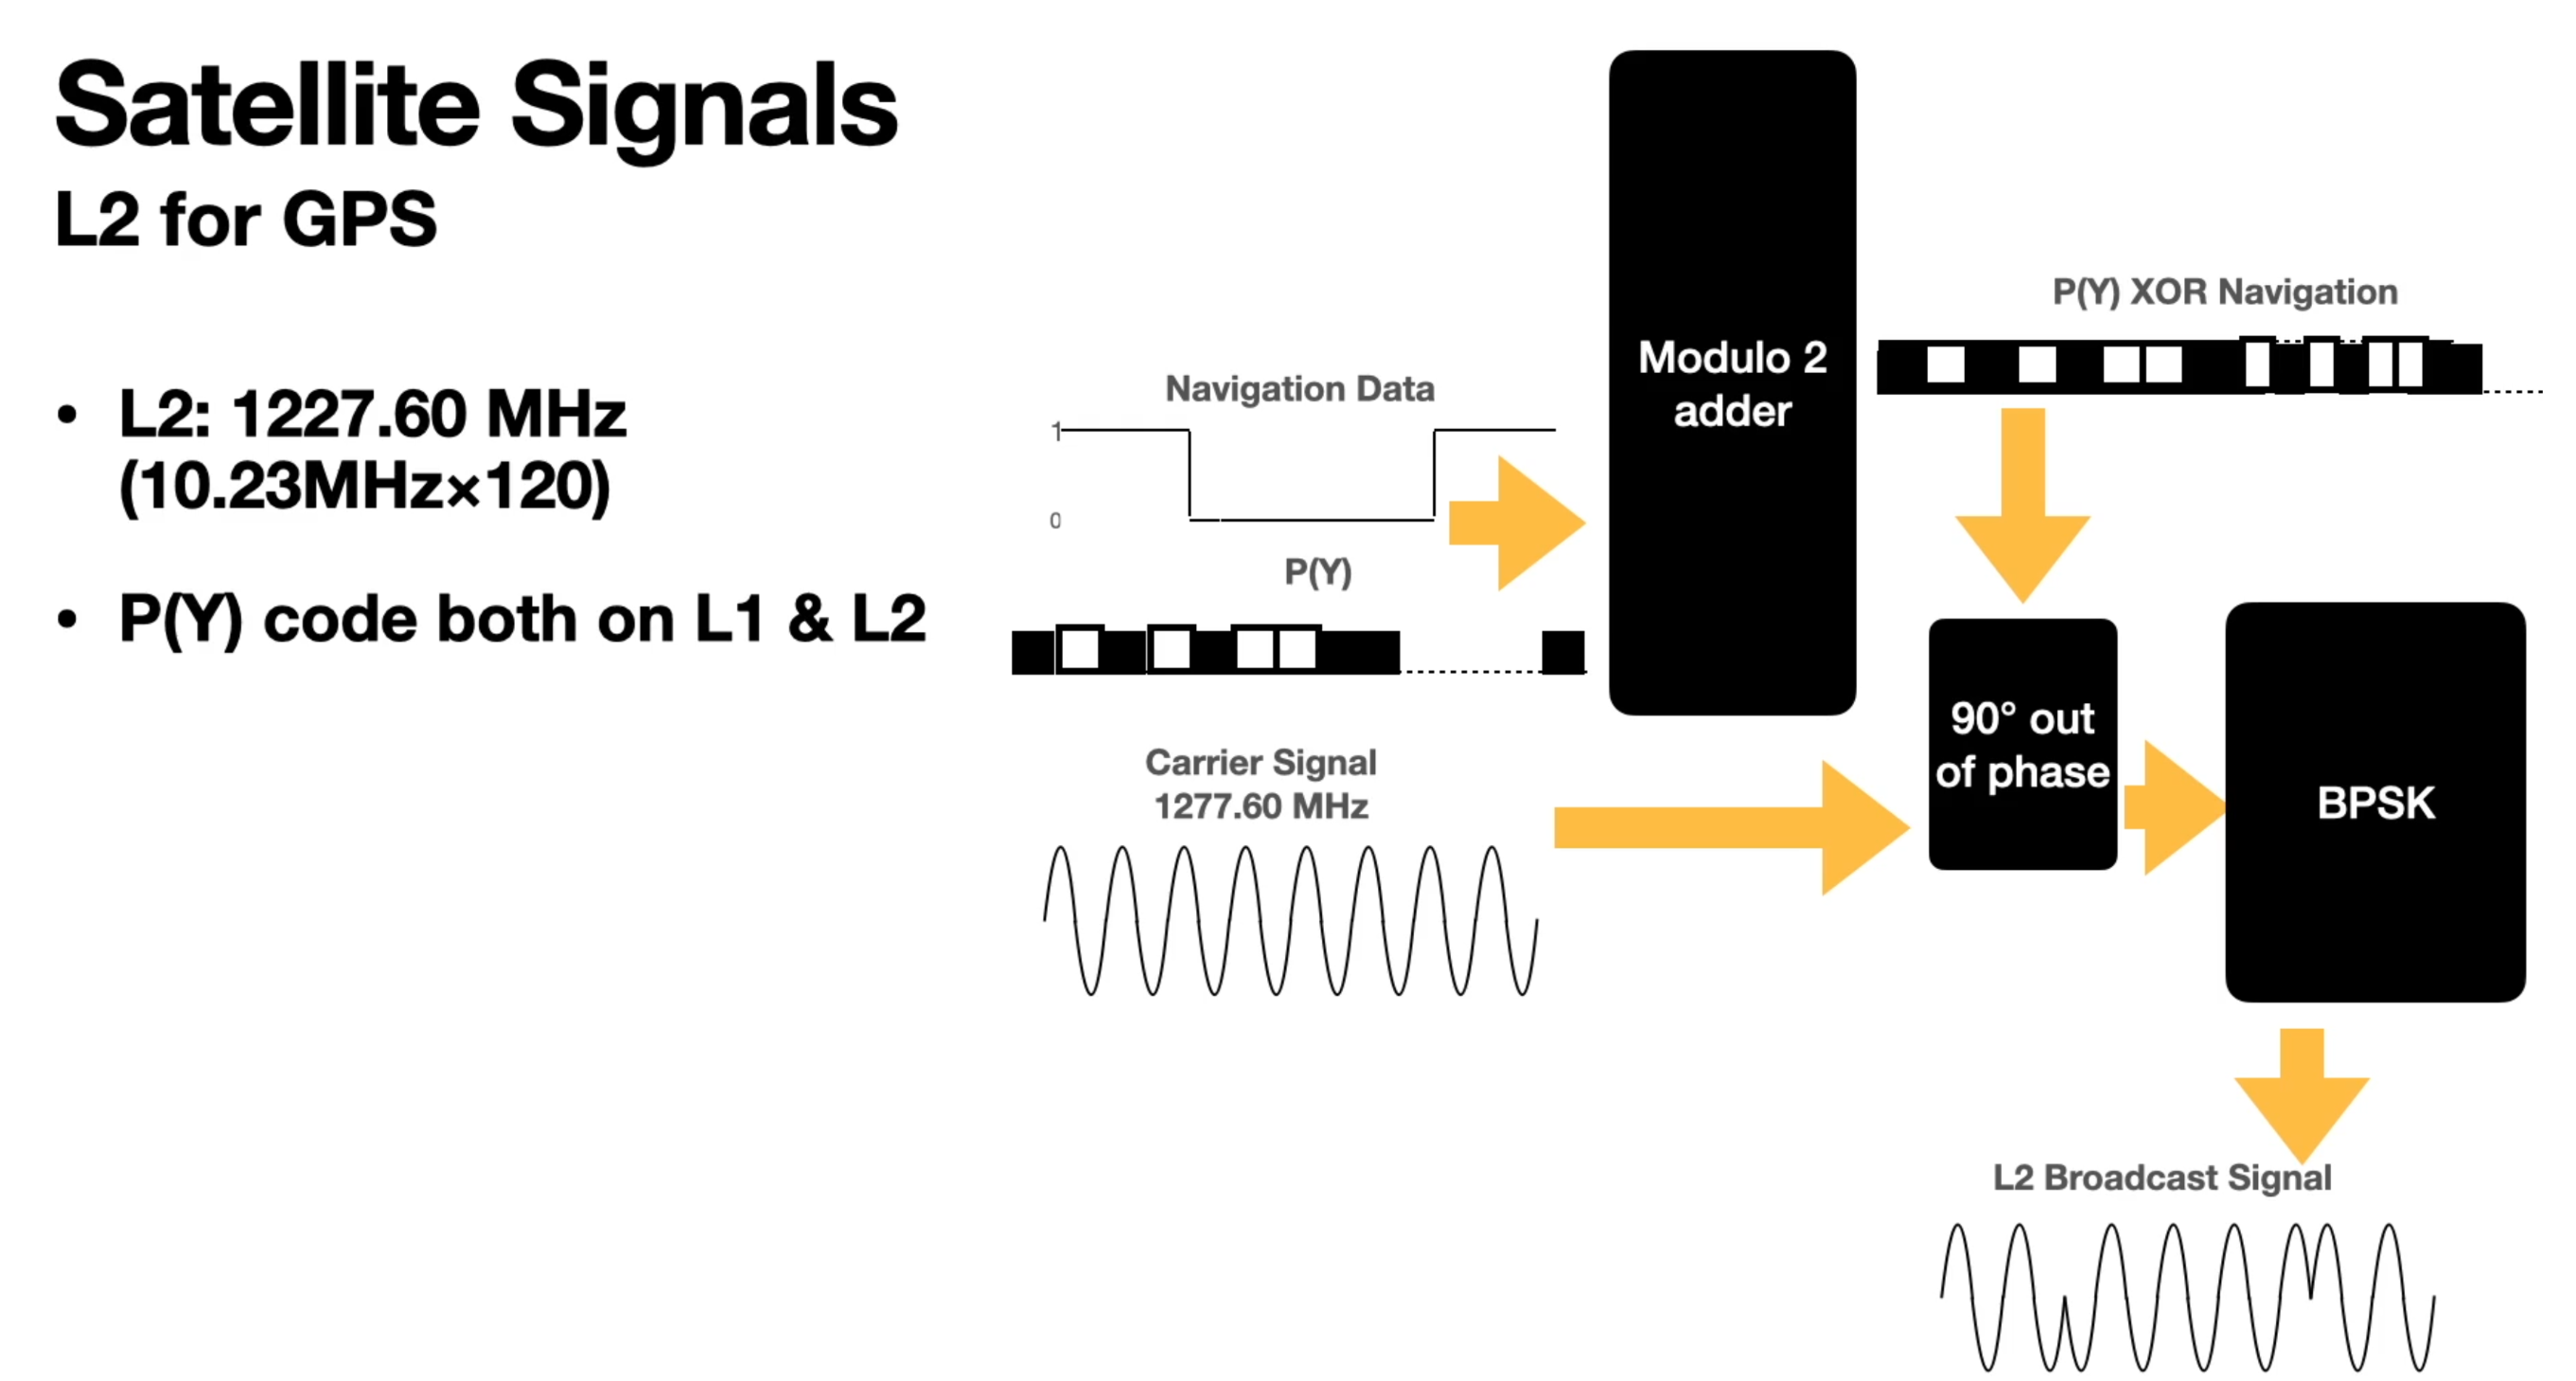 Satellite Signals
L2 for GPS
• L2: 1227.60 MHz
(10.23MHz×120)
• P(Y) code both on L1 & L2
Navigation Data
1
0
P(Y)
Carrier Signal
1277.60 MHz
Modulo 2
adder
P(Y) XOR Navigation
90° out
of phase
BPSK
L2 Broadcast Signal